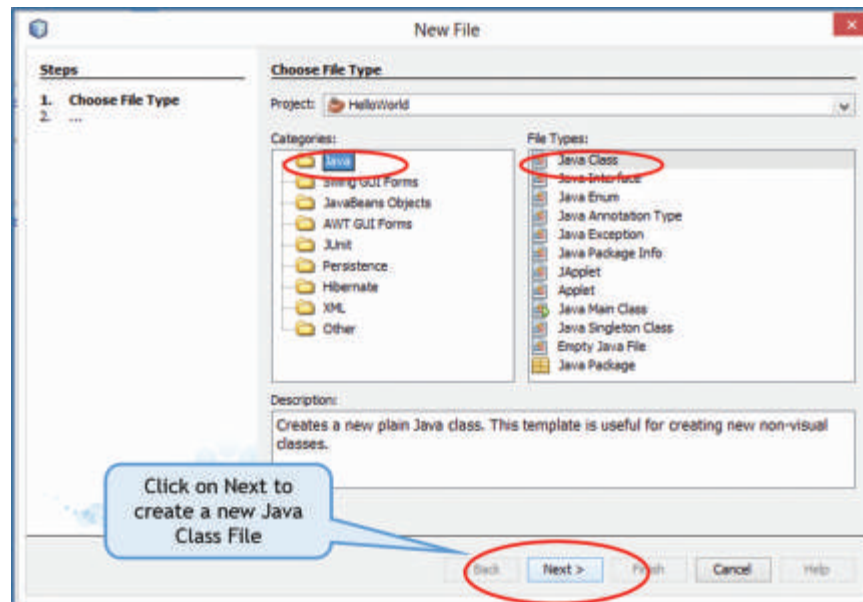 New File
Steps
1. Choose File Type
2. ...
Choose File Type
Project: HelloWorld
Categories:
Java
Swing GUI Forms
JavaBeans Objects
AWT GUI Forms
JUnit
Persistence
Hibernate
XML
Other
File Types:
Java Class
Java Interface
Java Enum
Java Annotation Type
Java Exception
Java Package Info
JApplet
Applet
Java Main Class
Java Singleton Class
Empty Java File
Java Package
Description:
Creates a new plain Java class. This template is useful for creating new non-visual
classes.
Click on Next to
create a new Java
Class File
Back
Next >
Finish
Cancel
Help